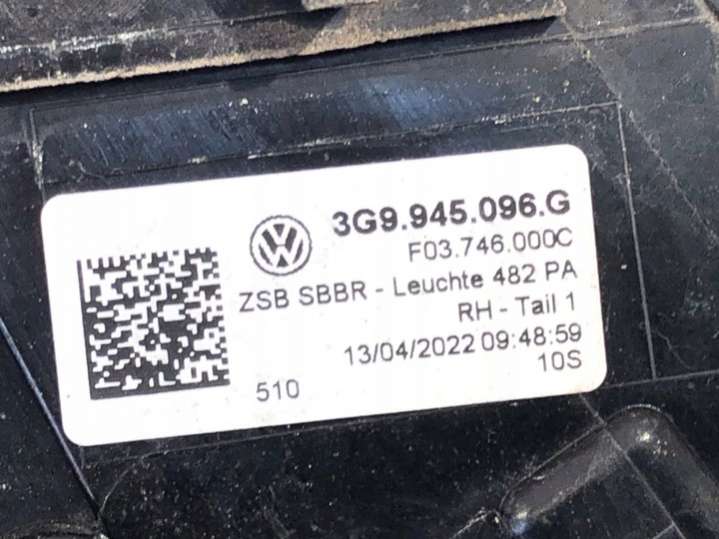 3G9.945.096.G
F03.746.000C
ZSB SBBR - Leuchte 482 PA
RH - Tail 1
13/04/2022 09:48:59
510 10S